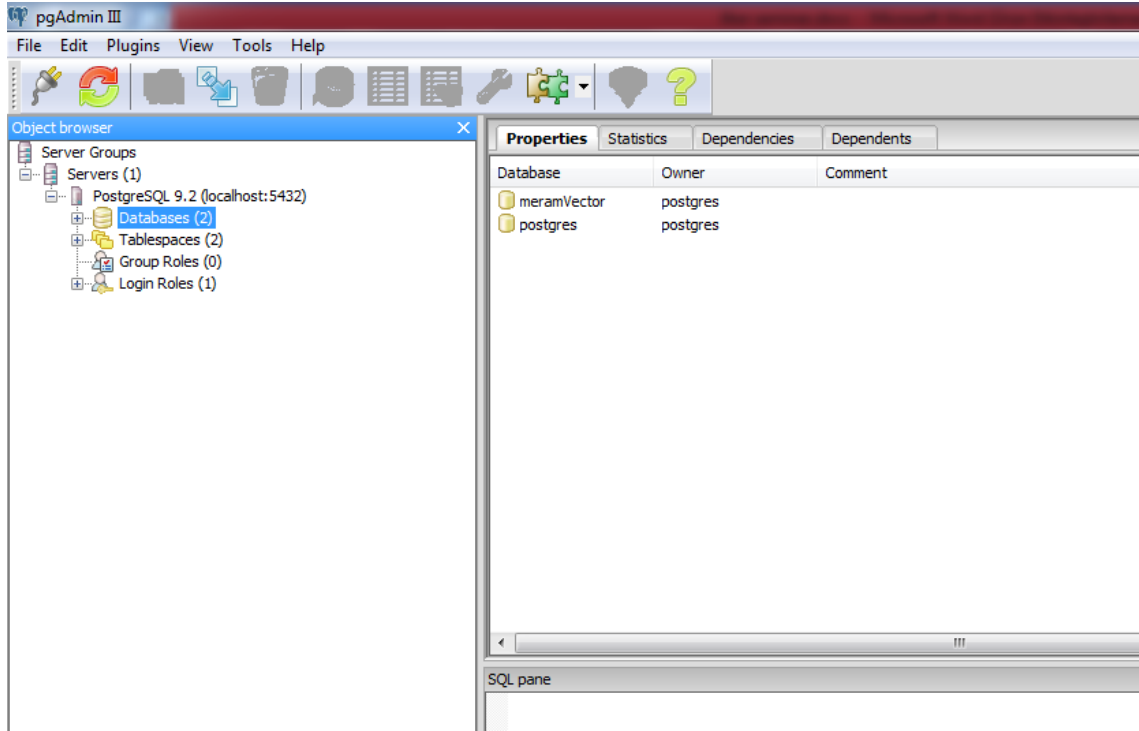 pgAdmin III
File Edit Plugins View Tools Help
Object browser
Server Groups
Servers (1)
PostgreSQL 9.2 (localhost:5432)
Databases (2)
Tablespaces (2)
Group Roles (0)
Login Roles (1)
Properties Statistics Dependencies Dependents
Database Owner Comment
meramVector postgres
postgres postgres
SQL pane